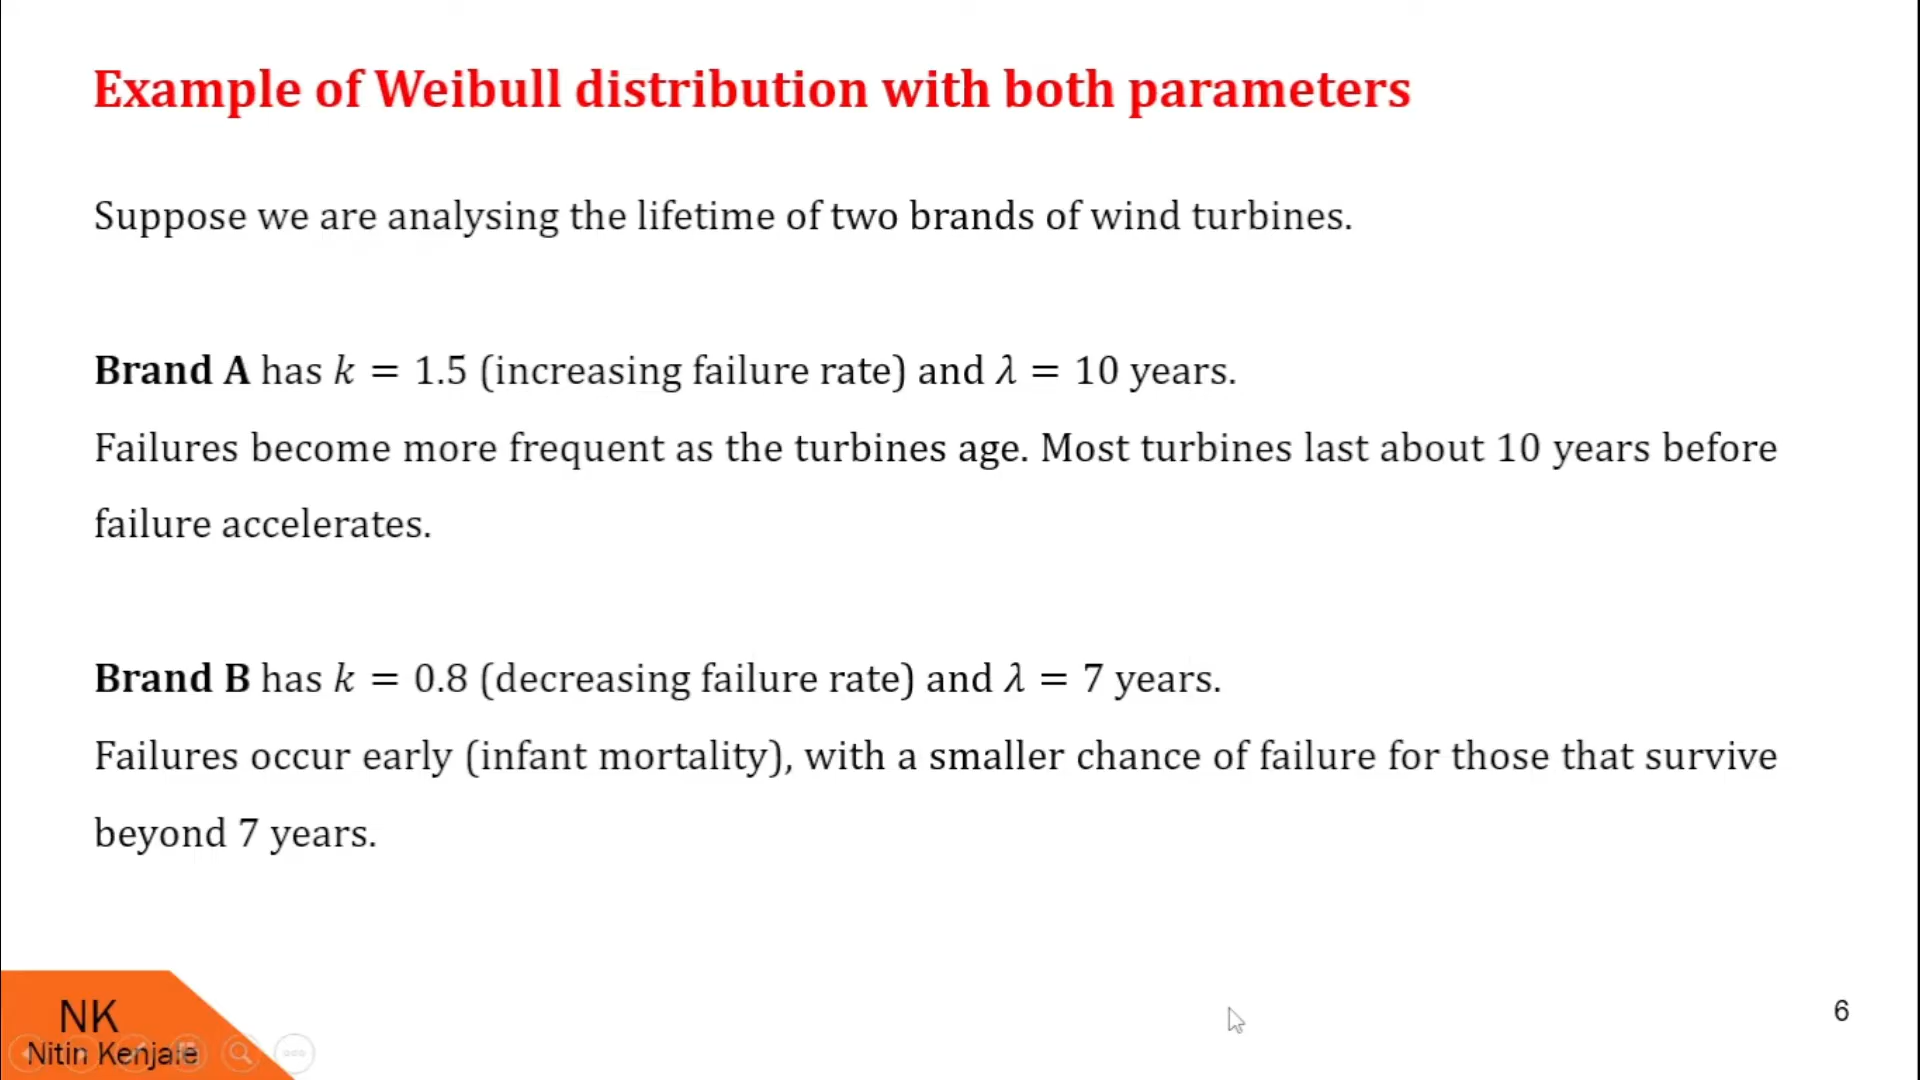 Example of Weibull distribution with both parameters
Suppose we are analysing the lifetime of two brands of wind turbines.
Brand A has k = 1.5 (increasing failure rate) and λ = 10 years.
Failures become more frequent as the turbines age. Most turbines last about 10 years before
failure accelerates.
Brand B has k = 0.8 (decreasing failure rate) and λ = 7 years.
Failures occur early (infant mortality), with a smaller chance of failure for those that survive
beyond 7 years.
NK
Nitin Kenjale
6